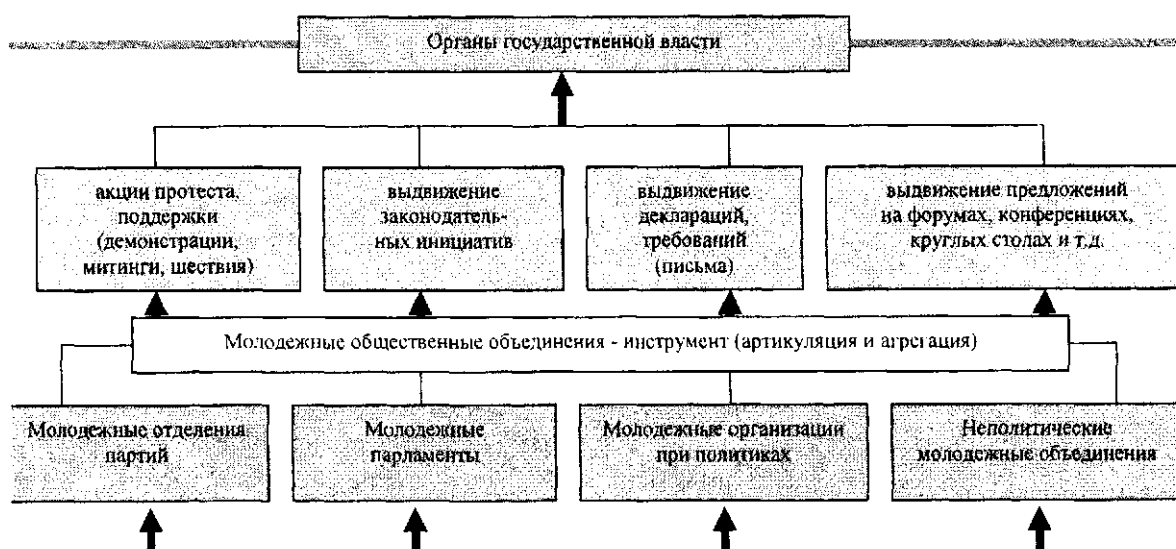 Органы государственной власти
акции протеста,
поддержки
(демонстрации,
митинги, шествия)
выдвижение
законодатель-
ных инициатив
выдвижение
деклараций,
требований
(письма)
выдвижение предложений
на форумах, конференциях,
круглых столах и т.д.
Молодежные общественные объединения - инструмент (артикуляция и агрегация)
Молодежные отделения
партий
Молодежные
парламенты
Молодежные организации
при политиках
Неполитические
молодежные объединения